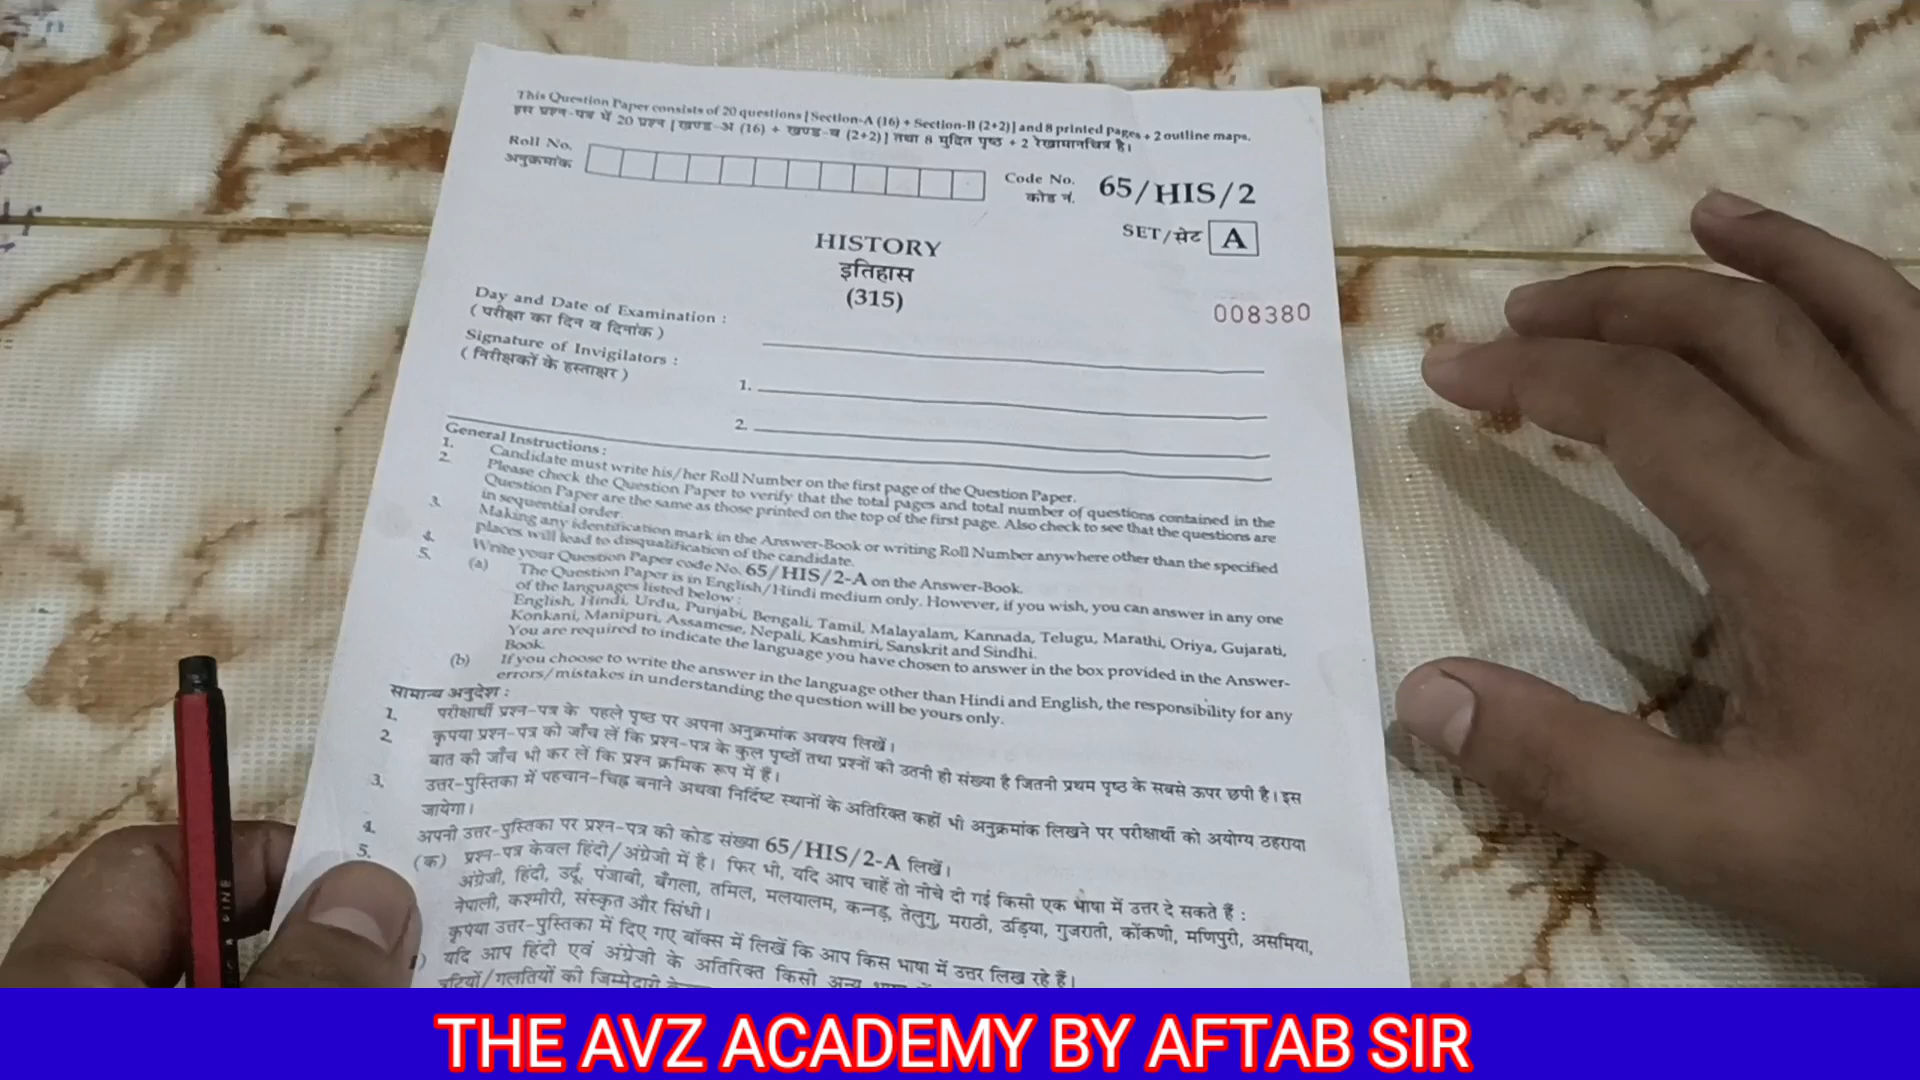 This Question Paper consists of 20 questions [Section-A (16) + Section-B (2+2)] and 8 printed pages + 2 outline maps.
इस प्रश्न-पत्र में 20 प्रश्न [खण्ड-अ (16) + खण्ड-ब (2+2)] तथा 8 मुद्रित पृष्ठ + 2 रेखामानचित्र है।
Roll No.
अनुक्रमांक
Code No.
कोड नं.
65/HIS/2
SET/सेट A
HISTORY
इतिहास
(315)
008380
Day and Date of Examination :
( परीक्षा का दिन व दिनांक )
Signature of Invigilators :
( निरीक्षकों के हस्ताक्षर )
1.
2.
General Instructions :
1. Candidate must write his/her Roll Number on the first page of the Question Paper.
2. Please check the Question Paper to verify that the total pages and total number of questions contained in the
Question Paper are the same as those printed on the top of the first page. Also check to see that the questions are
in sequential order.
3. Making any identification mark in the Answer-Book or writing Roll Number anywhere other than the specified
places will lead to disqualification of the candidate.
4. Write your Question Paper code No. 65/HIS/2-A on the Answer-Book.
5. (a) The Question Paper is in English/Hindi medium only. However, if you wish, you can answer in any one
of the languages listed below :
English, Hindi, Urdu, Punjabi, Bengali, Tamil, Malayalam, Kannada, Telugu, Marathi, Oriya, Gujarati,
Konkani, Manipuri, Assamese, Nepali, Kashmiri, Sanskrit and Sindhi.
You are required to indicate the language you have chosen to answer in the box provided in the Answer-
Book.
(b) If you choose to write the answer in the language other than Hindi and English, the responsibility for any
errors/mistakes in understanding the question will be yours only.
सामान्य अनुदेश :
1. परीक्षार्थी प्रश्न-पत्र के पहले पृष्ठ पर अपना अनुक्रमांक अवश्य लिखें।
2. कृपया प्रश्न-पत्र को जाँच लें कि प्रश्न-पत्र के कुल पृष्ठों तथा प्रश्नों की उतनी ही संख्या है जितनी प्रथम पृष्ठ के सबसे ऊपर छपी है। इस
बात की जाँच भी कर लें कि प्रश्न क्रमिक रूप में हैं।
3. उत्तर-पुस्तिका में पहचान-चिह्न बनाने अथवा निर्दिष्ट स्थानों के अतिरिक्त कहीं भी अनुक्रमांक लिखने पर परीक्षार्थी को अयोग्य ठहराया
जायेगा।
4. अपनी उत्तर-पुस्तिका पर प्रश्न-पत्र की कोड संख्या 65/HIS/2-A लिखें।
5. (क) प्रश्न-पत्र केवल हिंदी/अंग्रेजी में है। फिर भी, यदि आप चाहें तो नीचे दी गई किसी एक भाषा में उत्तर दे सकते हैं :
अंग्रेजी, हिंदी, उर्दू, पंजाबी, बँगला, तमिल, मलयालम, कन्नड़, तेलुगु, मराठी, उड़िया, गुजराती, कोंकणी, मणिपुरी, असमिया,
नेपाली, कश्मीरी, संस्कृत और सिंधी।
कृपया उत्तर-पुस्तिका में दिए गए बॉक्स में लिखें कि आप किस भाषा में उत्तर लिख रहे हैं।
यदि आप हिंदी एवं अंग्रेजी के अतिरिक्त किसी अन्य
त्रुटियों/गलतियों की जिम्मेदारी
THE AVZ ACADEMY BY AFTAB SIR